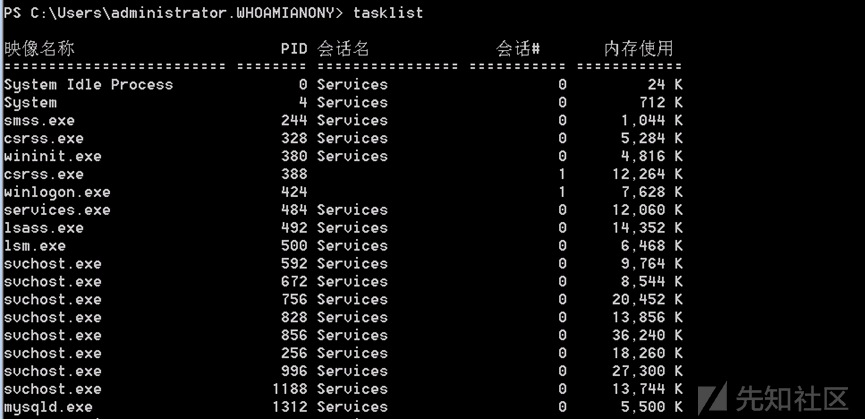 PS C:\Users\administrator.WHOAMIANONY> tasklist
映像名称 PID 会话名 会话# 内存使用
========================= ======== ================ =========== ============
System Idle Process 0 Services 0 24 K
System 4 Services 0 712 K
smss.exe 244 Services 0 1,044 K
csrss.exe 328 Services 0 5,284 K
wininit.exe 380 Services 0 4,816 K
csrss.exe 388 1 12,264 K
winlogon.exe 424 1 7,628 K
services.exe 484 Services 0 12,060 K
lsass.exe 492 Services 0 14,352 K
lsm.exe 500 Services 0 6,468 K
svchost.exe 592 Services 0 9,764 K
svchost.exe 672 Services 0 8,544 K
svchost.exe 756 Services 0 20,452 K
svchost.exe 828 Services 0 13,856 K
svchost.exe 856 Services 0 36,240 K
svchost.exe 256 Services 0 18,260 K
svchost.exe 996 Services 0 27,300 K
svchost.exe 1188 Services 0 13,744 K
mysqld.exe 1312 Services 0 5,500 K
先知社区